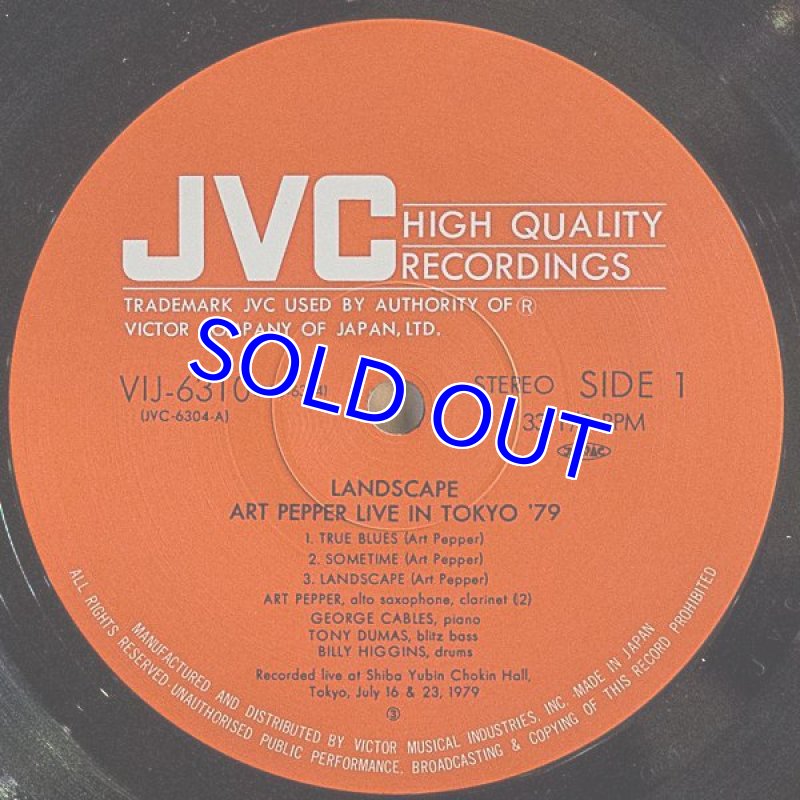 JVC
HIGH QUALITY
RECORDINGS
TRADEMARK JVC USED BY AUTHORITY OF ®
VICTOR COMPANY OF JAPAN, LTD.
SOLD OUT
VIJ-6310
STEREO SIDE 1
(JVC-6304-A)
33 1/3 RPM
LANDSCAPE
ART PEPPER LIVE IN TOKYO '79
1. TRUE BLUES (Art Pepper)
2. SOMETIME (Art Pepper)
3. LANDSCAPE (Art Pepper)
ART PEPPER, alto saxophone, clarinet (2)
GEORGE CABLES, piano
TONY DUMAS, blitz bass
BILLY HIGGINS, drums
Recorded live at Shiba Yubin Chokin Hall,
Tokyo, July 16 & 23, 1979
③
MANUFACTURED AND DISTRIBUTED BY VICTOR MUSICAL INDUSTRIES, INC. MADE IN JAPAN
ALL RIGHTS RESERVED·UNAUTHORISED PUBLIC PERFORMANCE, BROADCASTING & COPYING OF THIS RECORD PROHIBITED